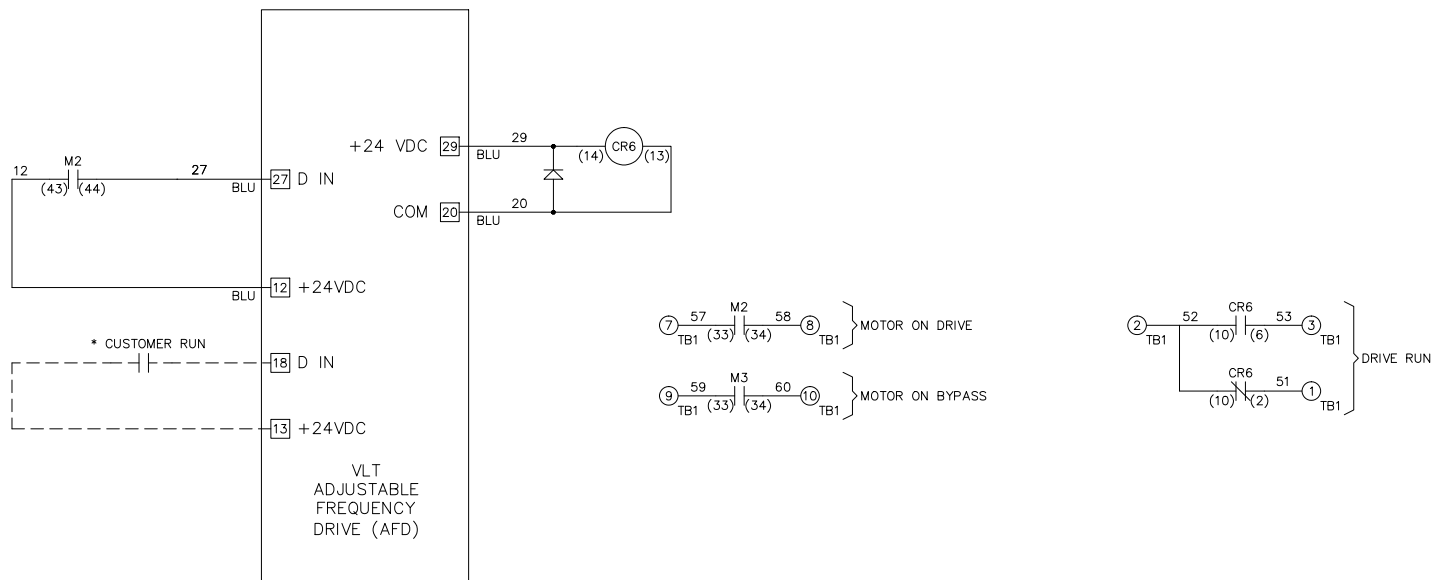 +24 VDC 29 29 BLU (14) CR6 (13)
12 M2 (43) (44) 27 BLU 27 D IN
COM 20 20 BLU
BLU 12 +24VDC
* CUSTOMER RUN
18 D IN
13 +24VDC
VLT
ADJUSTABLE
FREQUENCY
DRIVE (AFD)
7 TB1 57 M2 (33) (34) 58 8 TB1 MOTOR ON DRIVE
9 TB1 59 M3 (33) (34) 60 10 TB1 MOTOR ON BYPASS
2 TB1 52 CR6 (10) (6) 53 3 TB1
DRIVE RUN
CR6 (10) (2) 51 1 TB1